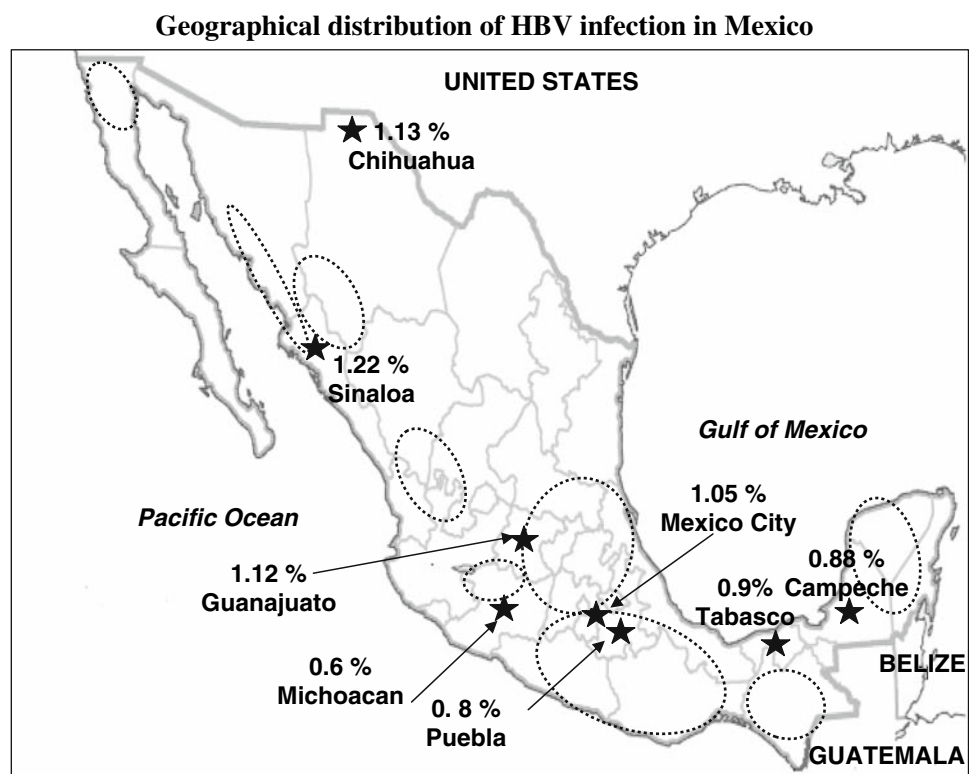 Geographical distribution of HBV infection in Mexico
UNITED STATES
1.13 %
Chihuahua
1.22 %
Sinaloa
Gulf of Mexico
1.05 %
Mexico City
Pacific Ocean
0.88 %
Campeche
0.9%
Tabasco
1.12 %
Guanajuato
0.6 %
Michoacan
0. 8 %
Puebla
BELIZE
GUATEMALA